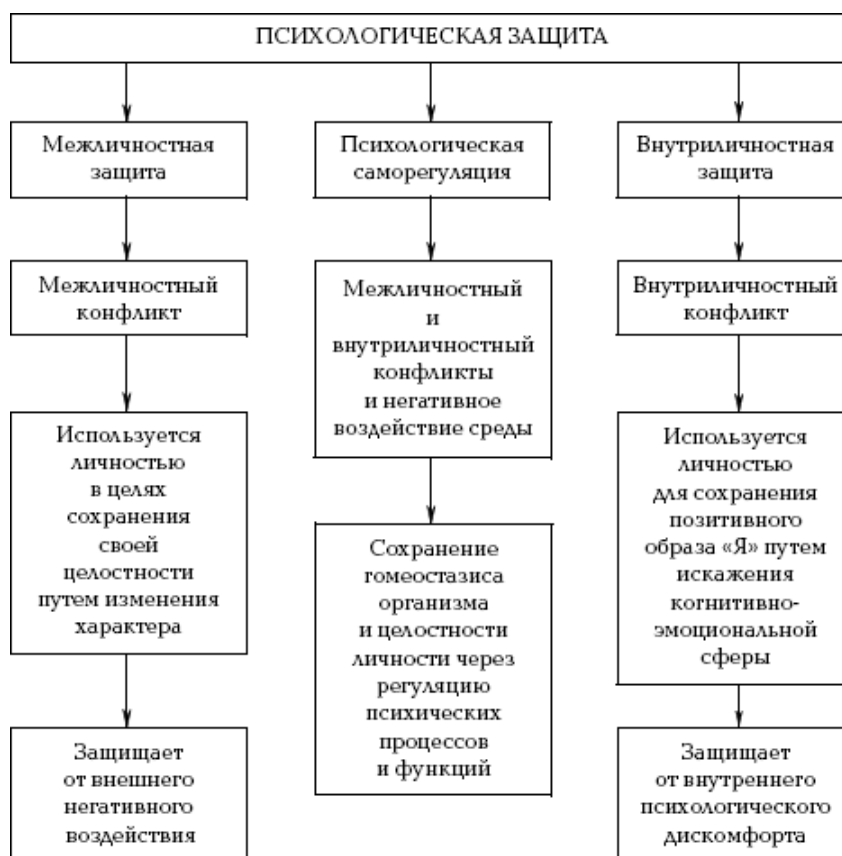 ПСИХОЛОГИЧЕСКАЯ ЗАЩИТА
Межличностная
защита
Межличностный
конфликт
Используется
личностью
в целях
сохранения
своей
целостности
путем изменения
характера
Защищает
от внешнего
негативного
воздействия
Психологическая
саморегуляция
Межличностный
и
внутриличностный
конфликты
и негативное
воздействие среды
Сохранение
гомеостазиса
организма
и целостности
личности через
регуляцию
психических
процессов
и функций
Внутриличностная
защита
Внутриличностный
конфликт
Используется
личностью
для сохранения
позитивного
образа «Я» путем
искажения
когнитивно-
эмоциональной
сферы
Защищает
от внутреннего
психологического
дискомфорта